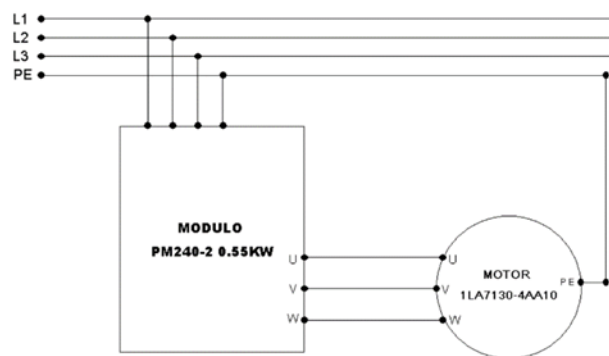 L1
L2
L3
PE
MODULO
PM240-2 0.55KW
U
V
W
U
V
W
MOTOR
1LA7130-4AA10
PE